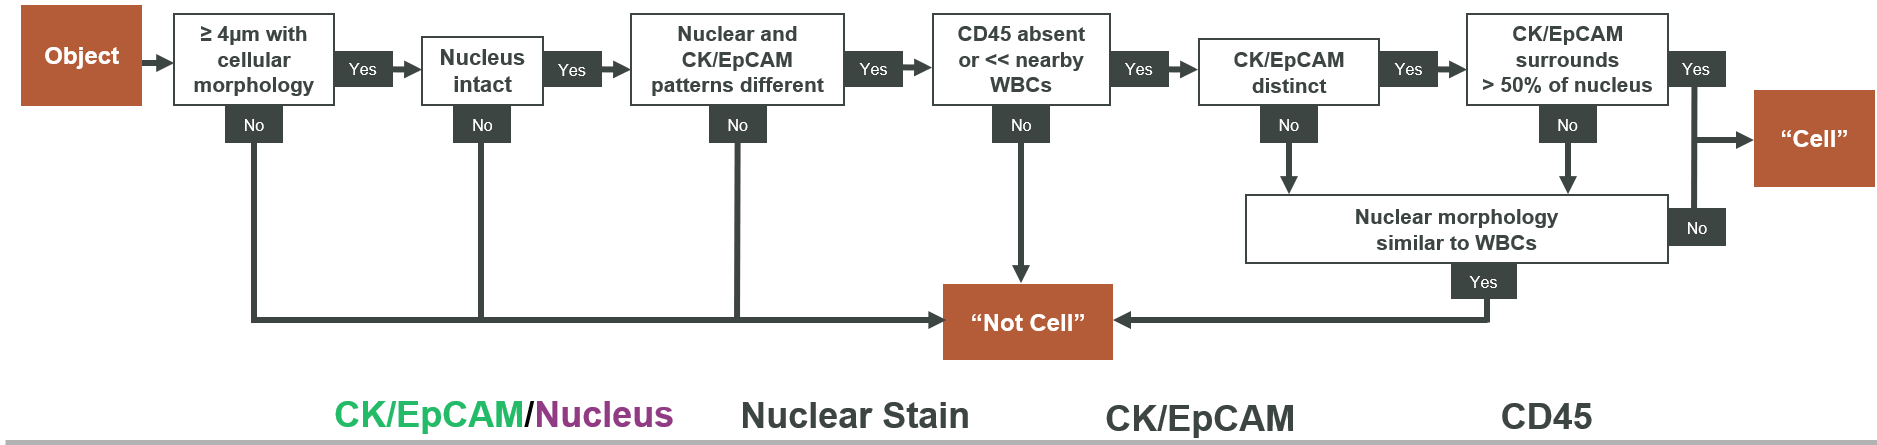 Object
≥ 4µm with
cellular
morphology
Yes
No
Nucleus
intact
Yes
No
Nuclear and
CK/EpCAM
patterns different
Yes
No
CD45 absent
or << nearby
WBCs
Yes
No
CK/EpCAM
distinct
Yes
No
CK/EpCAM
surrounds
> 50% of nucleus
Yes
No
“Cell”
Nuclear morphology
similar to WBCs
No
Yes
“Not Cell”
CK/EpCAM/Nucleus
Nuclear Stain
CK/EpCAM
CD45